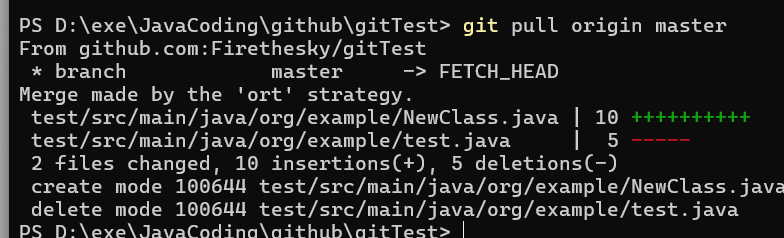 PS D:\exe\JavaCoding\github\gitTest> git pull origin master
From github.com:Firethesky/gitTest
 * branch            master     -> FETCH_HEAD
Merge made by the 'ort' strategy.
 test/src/main/java/org/example/NewClass.java | 10 ++++++++++
 test/src/main/java/org/example/test.java     |  5 -----
 2 files changed, 10 insertions(+), 5 deletions(-)
 create mode 100644 test/src/main/java/org/example/NewClass.java
 delete mode 100644 test/src/main/java/org/example/test.java
PS D:\exe\JavaCoding\github\gitTest>